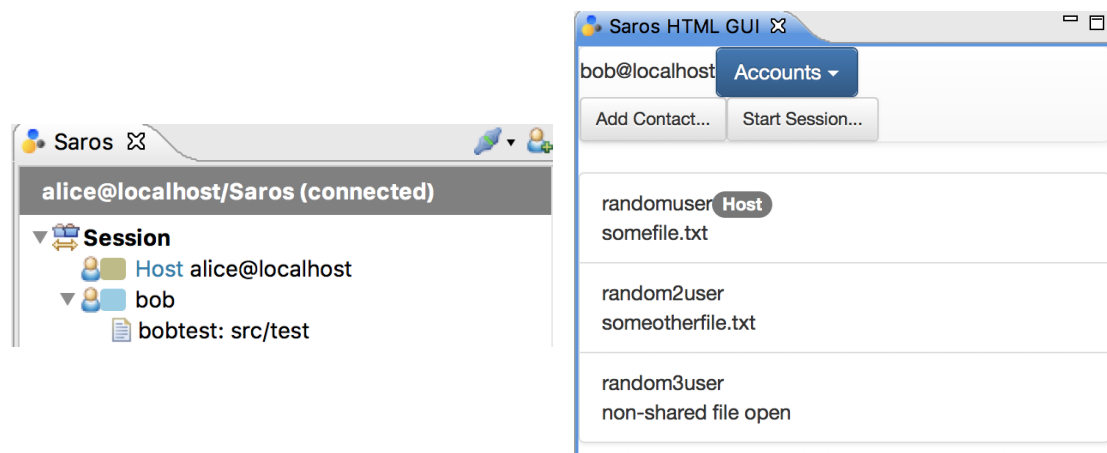 Saros
alice@localhost/Saros (connected)
Session
Host alice@localhost
bob
bobtest: src/test
Saros HTML GUI
bob@localhost Accounts
Add Contact... Start Session...
randomuser Host
somefile.txt
random2user
someotherfile.txt
random3user
non-shared file open